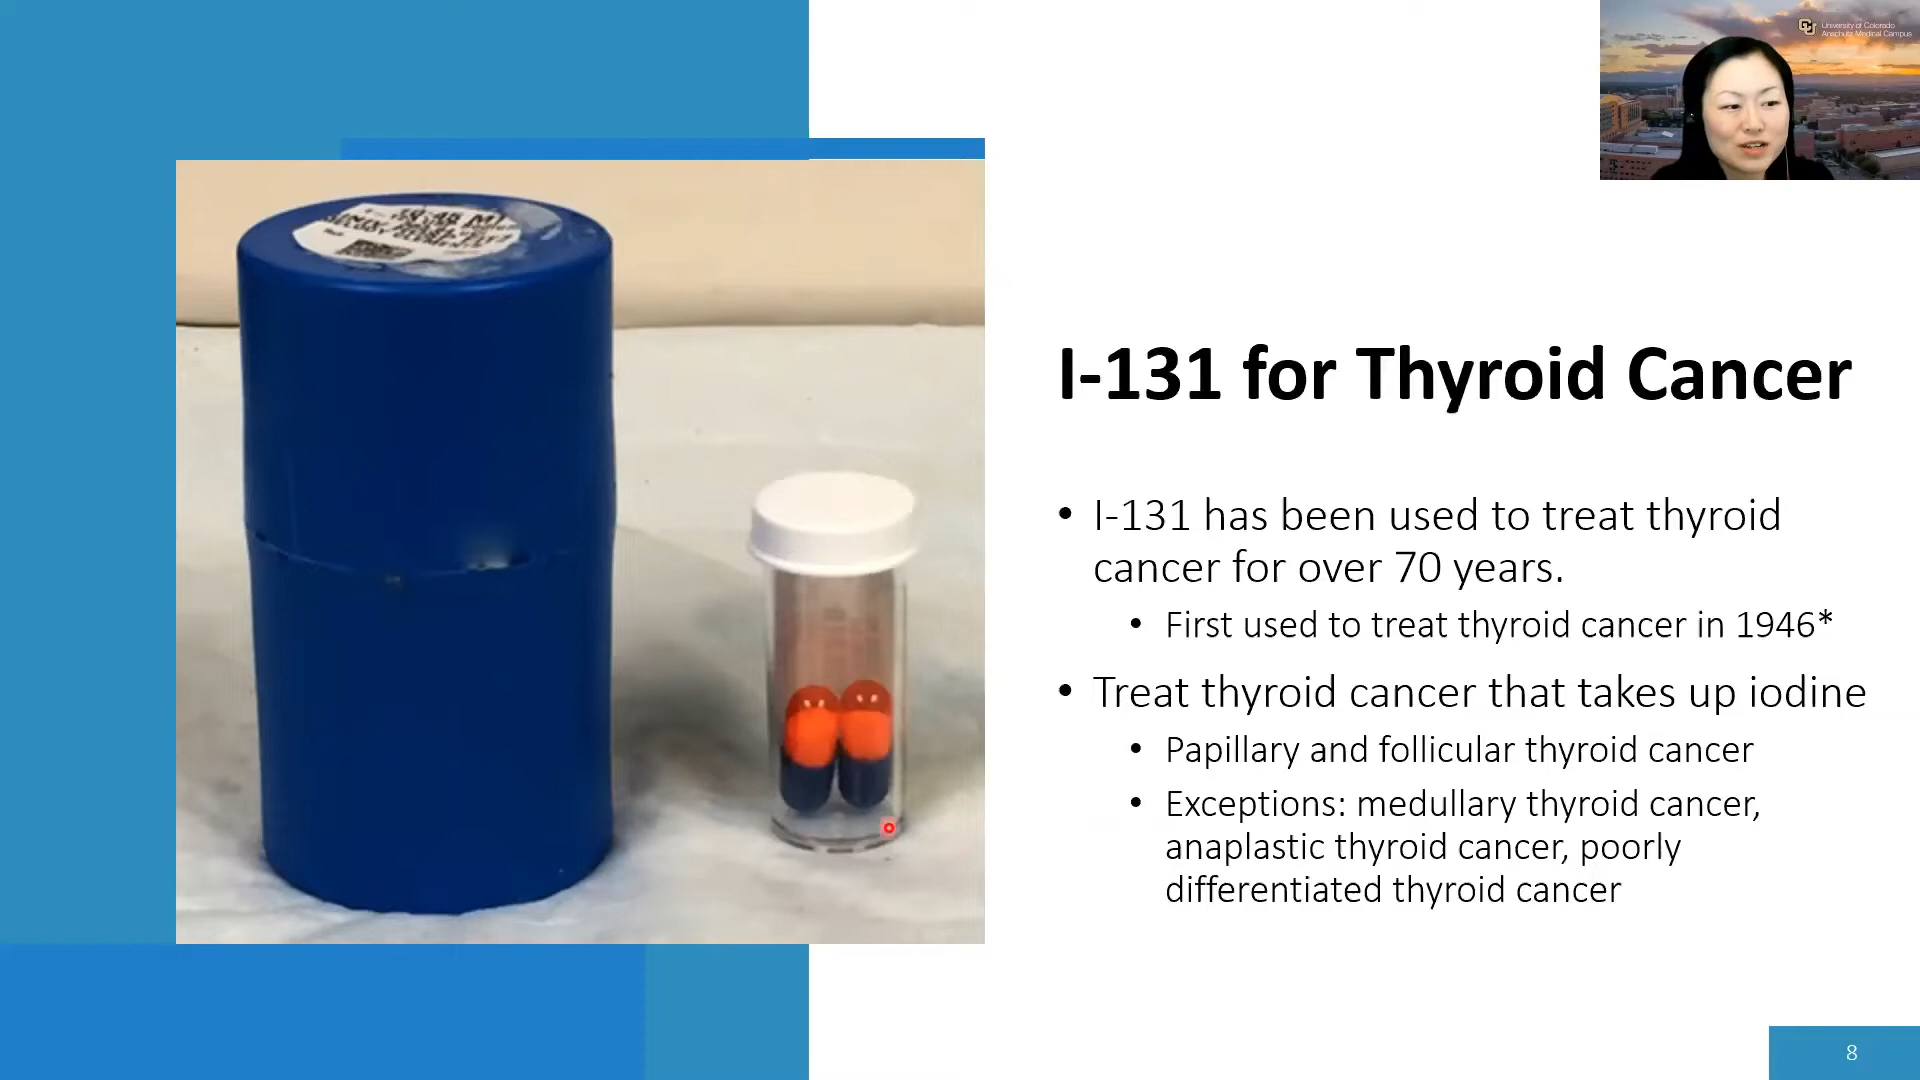 University of Colorado
Anschutz Medical Campus
I-131 for Thyroid Cancer
• I-131 has been used to treat thyroid
cancer for over 70 years.
• First used to treat thyroid cancer in 1946*
• Treat thyroid cancer that takes up iodine
• Papillary and follicular thyroid cancer
• Exceptions: medullary thyroid cancer,
anaplastic thyroid cancer, poorly
differentiated thyroid cancer
8